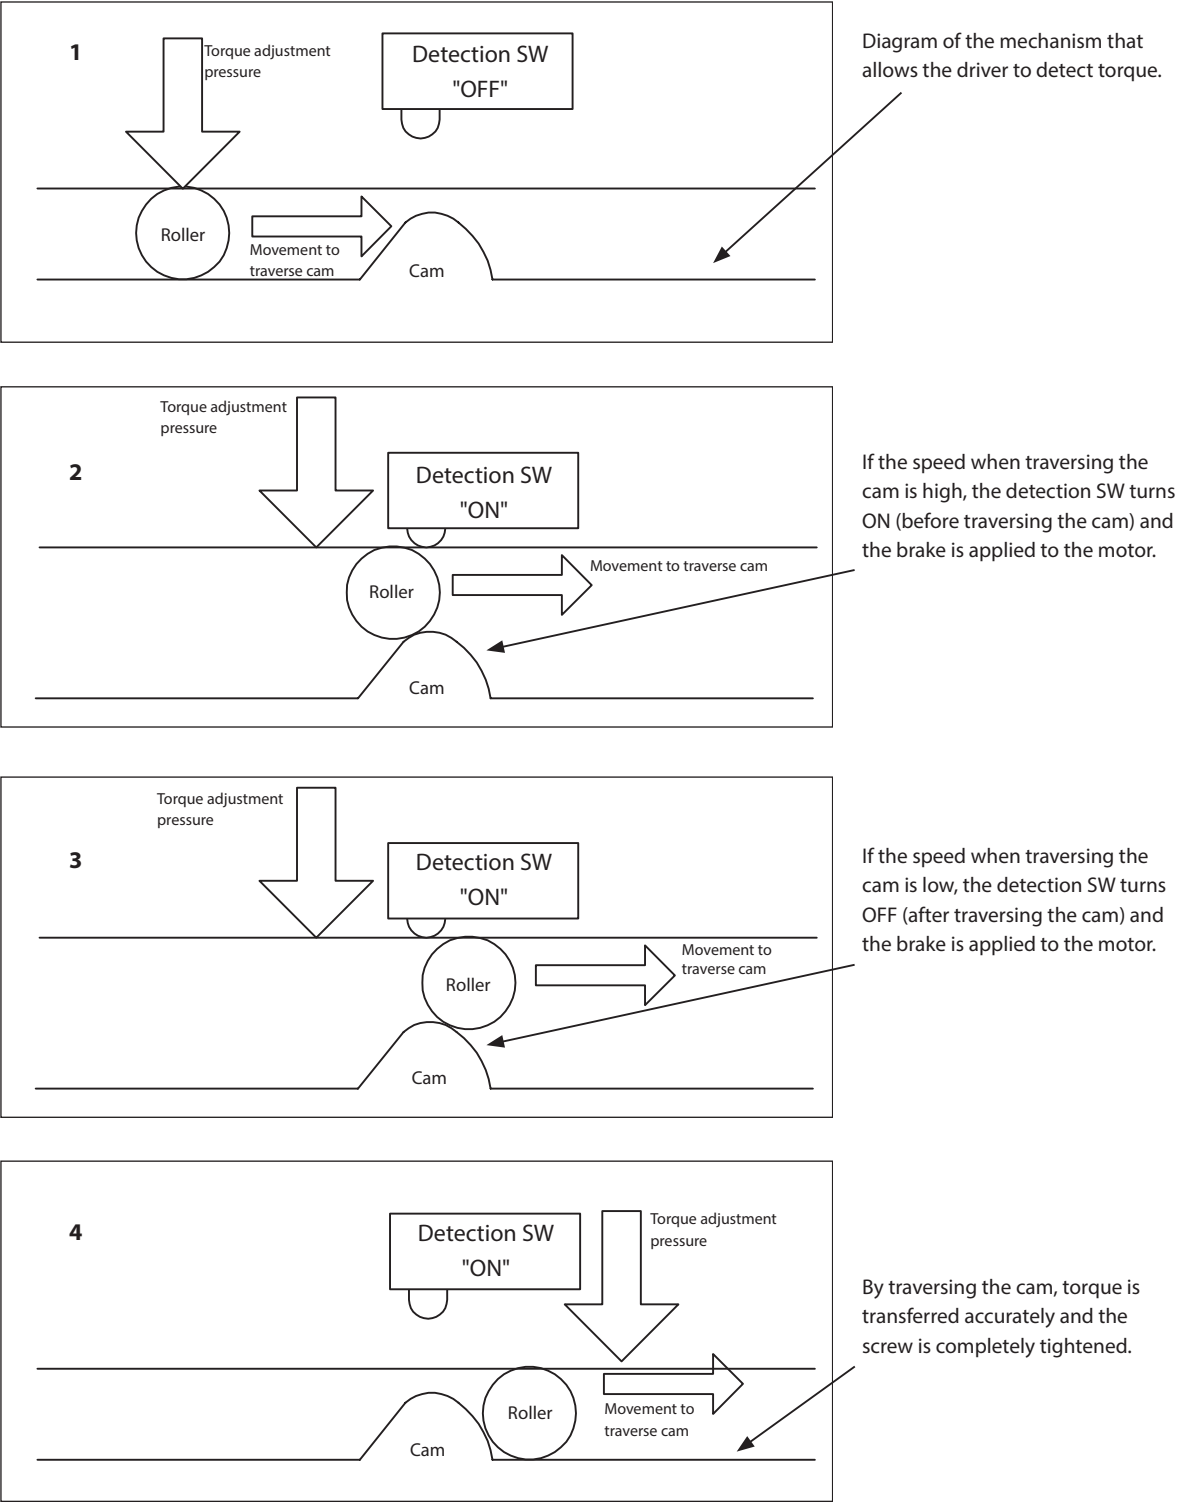 1
Torque adjustment
pressure
Detection SW
"OFF"
Roller
Movement to
traverse cam
Cam
Diagram of the mechanism that
allows the driver to detect torque.
2
Torque adjustment
pressure
Detection SW
"ON"
Roller
Movement to traverse cam
Cam
If the speed when traversing the
cam is high, the detection SW turns
ON (before traversing the cam) and
the brake is applied to the motor.
3
Torque adjustment
pressure
Detection SW
"ON"
Roller
Movement to
traverse cam
Cam
If the speed when traversing the
cam is low, the detection SW turns
OFF (after traversing the cam) and
the brake is applied to the motor.
4
Detection SW
"ON"
Torque adjustment
pressure
Roller
Movement to
traverse cam
Cam
By traversing the cam, torque is
transferred accurately and the
screw is completely tightened.